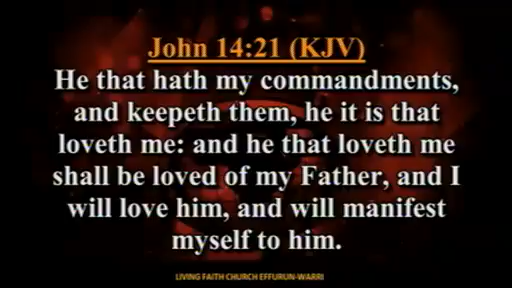 John 14:21 (KJV)
He that hath my commandments,
and keepeth them, he it is that
loveth me: and he that loveth me
shall be loved of my Father, and I
will love him, and will manifest
myself to him.
LIVING FAITH CHURCH EFFURUN-WARRI